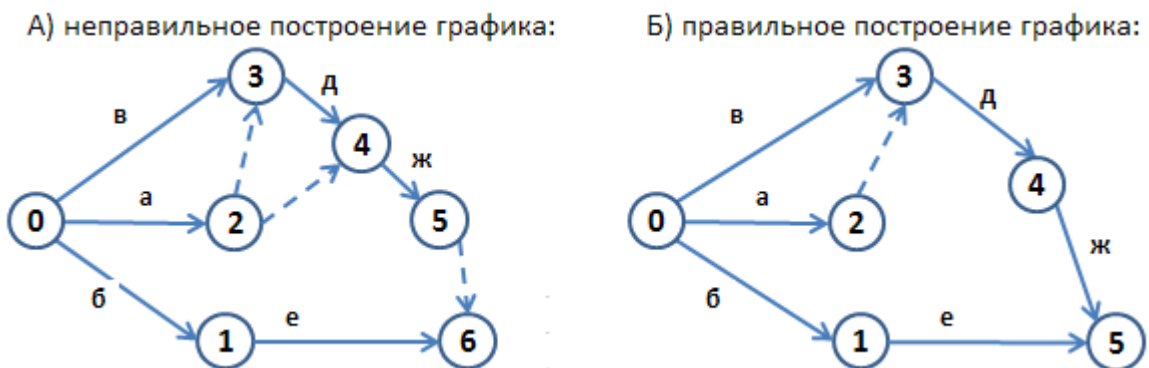 А) неправильное построение графика:
Б) правильное построение графика:
3
д
в
4
ж
а
0
2
5
б
е
1
6
3
д
в
4
а
0
2
ж
б
е
1
5